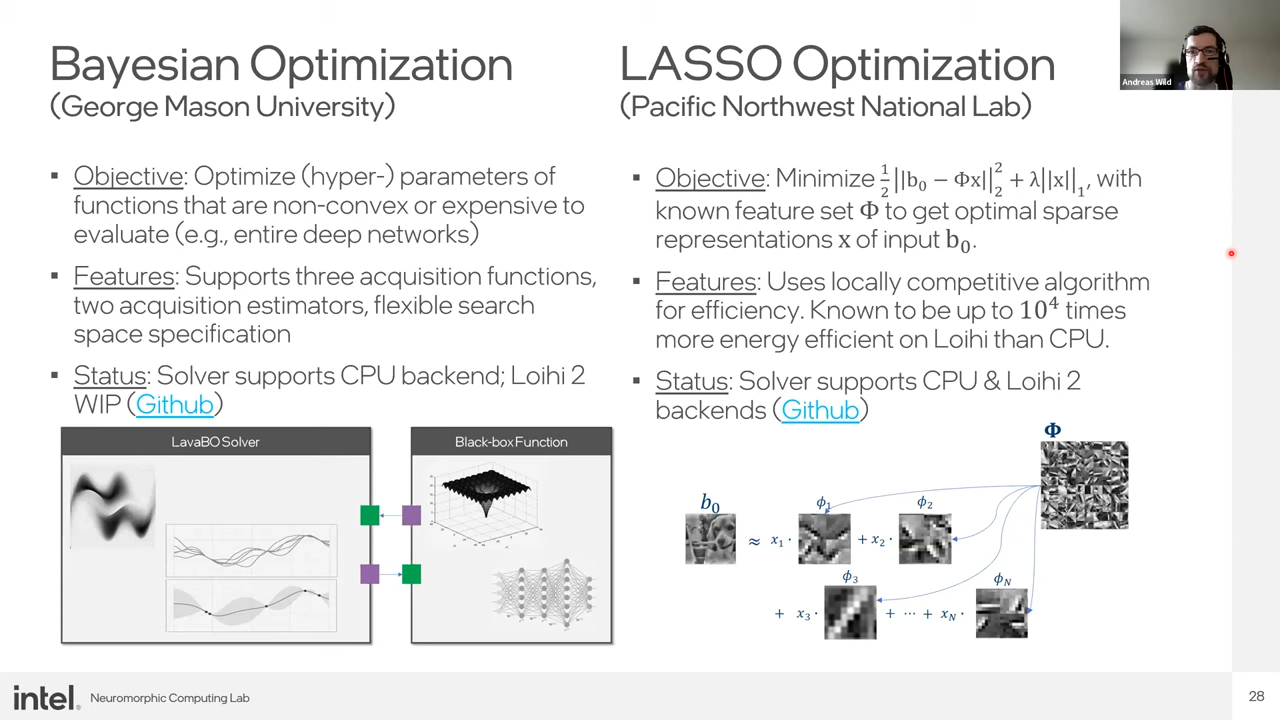 Bayesian Optimization
(George Mason University)
▪ Objective: Optimize (hyper-) parameters of
functions that are non-convex or expensive to
evaluate (e.g., entire deep networks)
▪ Features: Supports three acquisition functions,
two acquisition estimators, flexible search
space specification
▪ Status: Solver supports CPU backend; Loihi 2
WIP (Github)
LavaBO Solver
Black-box Function
LASSO Optimization
(Pacific Northwest National Lab)
▪ Objective: Minimize ½||b₀ − Φx||₂² + λ||x||₁, with
known feature set Φ to get optimal sparse
representations x of input b₀.
▪ Features: Uses locally competitive algorithm
for efficiency. Known to be up to 10⁴ times
more energy efficient on Loihi than CPU.
▪ Status: Solver supports CPU & Loihi 2
backends (Github)
Φ
b₀ ϕ₁ ϕ₂
≈ x₁ · + x₂ ·
ϕ₃ ϕN
+ x₃ · + ⋯ + xN ·
Andreas Wild
intel. Neuromorphic Computing Lab
28